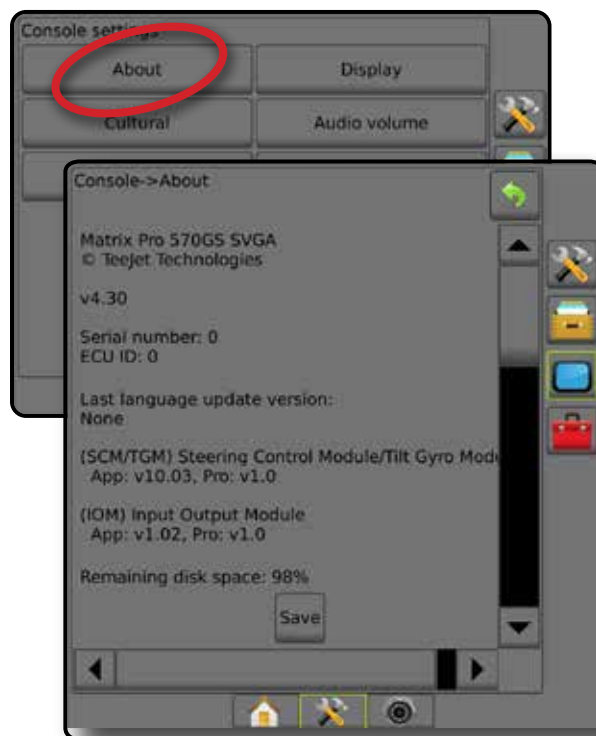 Console settings
About
Display
Cultural
Audio volume
Console->About
Matrix Pro 570GS SVGA
© TeeJet Technologies
v4.30
Serial number: 0
ECU ID: 0
Last language update version:
None
(SCM/TGM) Steering Control Module/Tilt Gyro Modu
App: v10.03, Pro: v1.0
(IOM) Input Output Module
App: v1.02, Pro: v1.0
Remaining disk space: 98%
Save